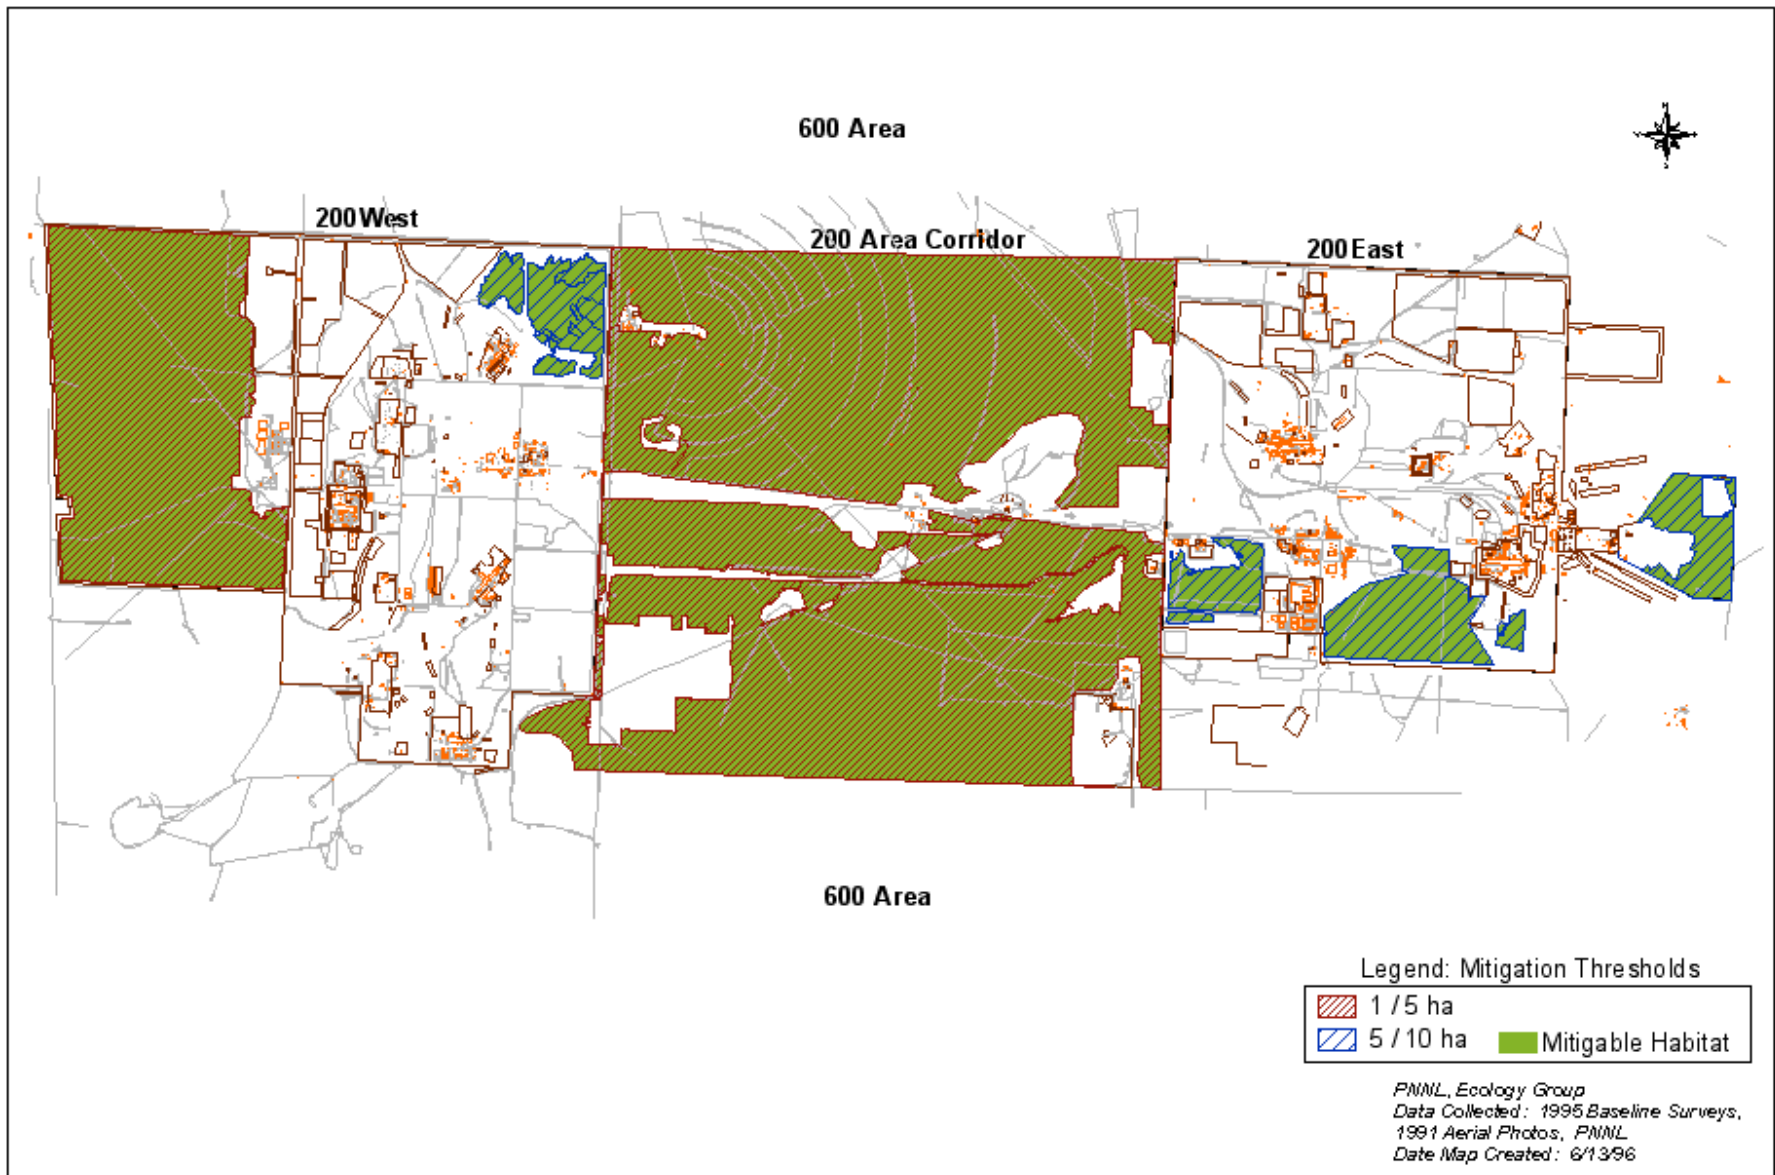 600 Area
200 West
200 Area Corridor
200 East
600 Area
Legend: Mitigation Thresholds
1 / 5 ha
5 / 10 ha
Mitigable Habitat
PNNL, Ecology Group
Data Collected: 1995 Baseline Surveys,
1991 Aerial Photos, PNNL
Date Map Created: 6/13/96